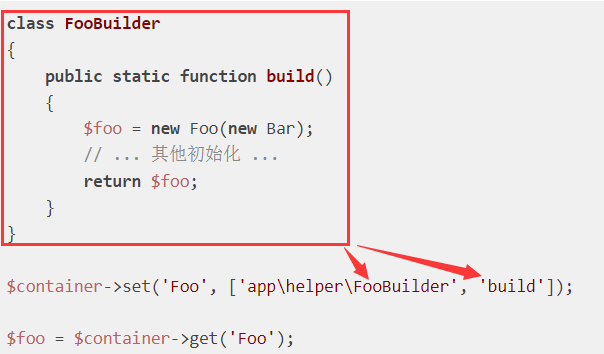 class FooBuilder
{
    public static function build()
    {
        $foo = new Foo(new Bar);
        // ... 其他初始化 ...
        return $foo;
    }
}
$container->set('Foo', ['app\helper\FooBuilder', 'build']);
$foo = $container->get('Foo');